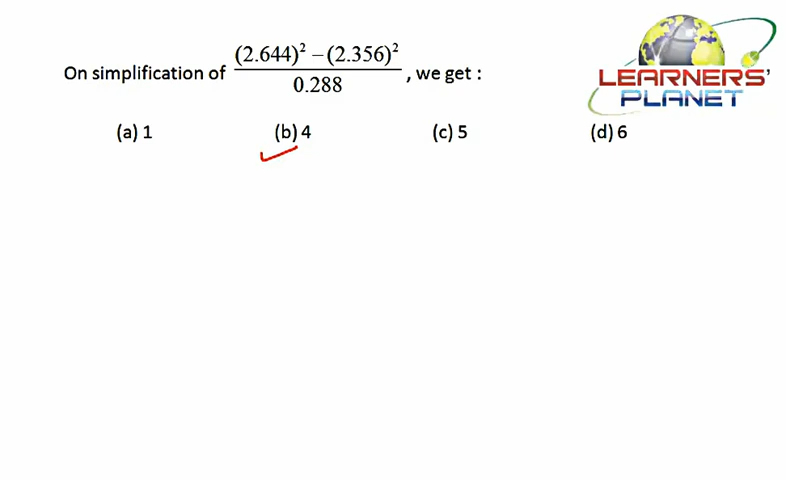 On simplification of \frac{(2.644)^2 - (2.356)^2}{0.288}, we get :
LEARNERS'
PLANET
(a) 1 (b) 4 (c) 5 (d) 6